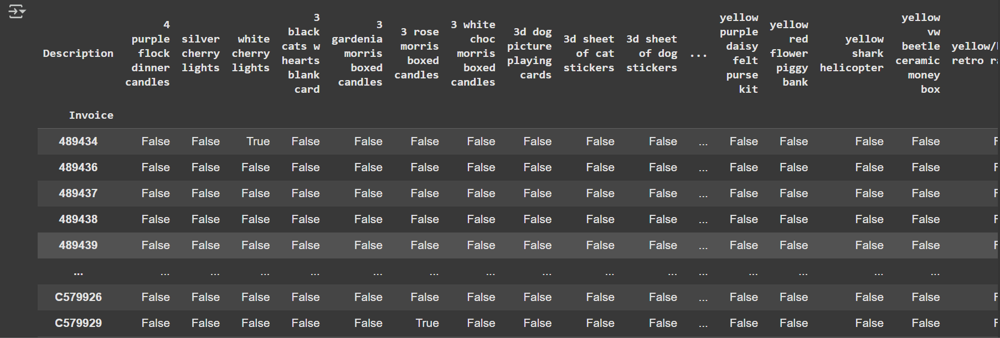 Description
4
purple
flock
dinner
candles
silver
cherry
lights
white
cherry
lights
3
black
cats w
hearts
blank
card
3
gardenia
morris
boxed
candles
3 rose
morris
boxed
candles
3 white
choc
morris
boxed
candles
3d dog
picture
playing
cards
3d sheet
of cat
stickers
3d sheet
of dog
stickers
...
yellow
purple
daisy
felt
purse
kit
yellow
red
flower
piggy
bank
yellow
shark
helicopter
yellow
vw
beetle
ceramic
money
box
yellow/
retro
Invoice
489434 False False True False False False False False False False ... False False False False
489436 False False False False False False False False False False ... False False False False
489437 False False False False False False False False False False ... False False False False
489438 False False False False False False False False False False ... False False False False
489439 False False False False False False False False False False ... False False False False
... ... ... ... ... ... ... ... ... ... ... ... ... ... ... ...
C579926 False False False False False False False False False False ... False False False False
C579929 False False False False False True False False False False ... False False False False